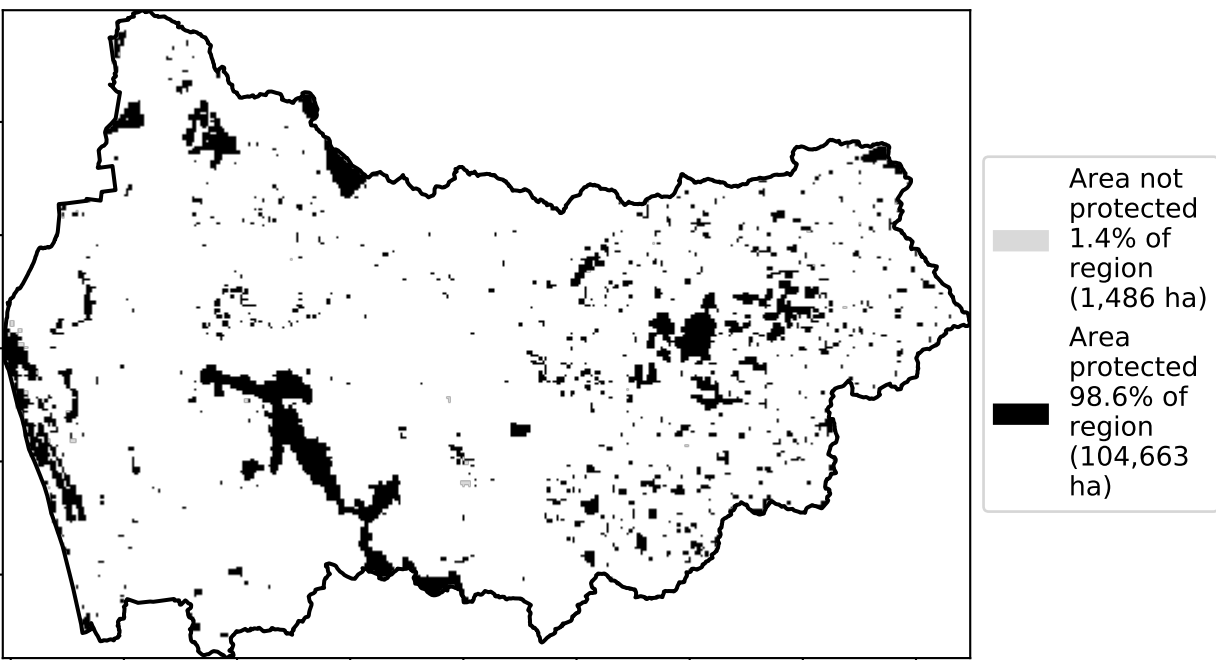 Area not
protected
1.4% of
region
(1,486 ha)
Area
protected
98.6% of
region
(104,663
ha)